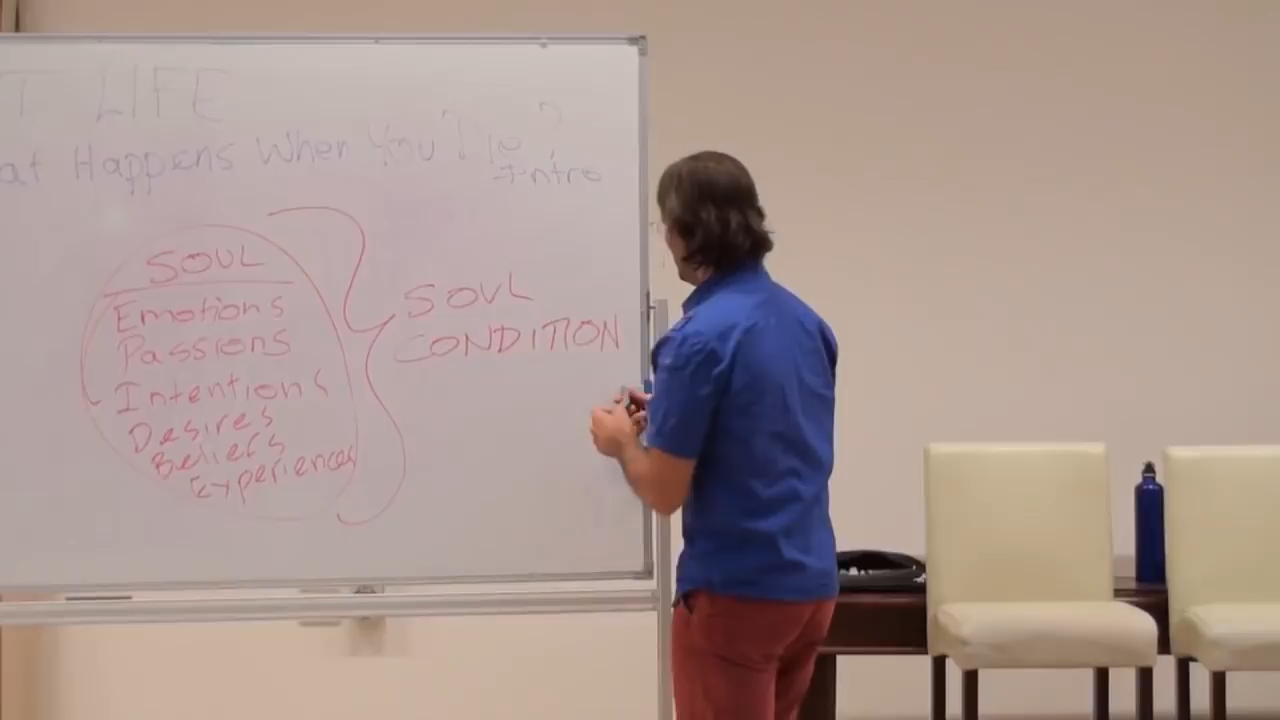 T LIFE
at Happens When You Die?
Intro
SOUL
Emotions
Passions
Intentions
Desires
Beliefs
Experiences
SOUL
CONDITION